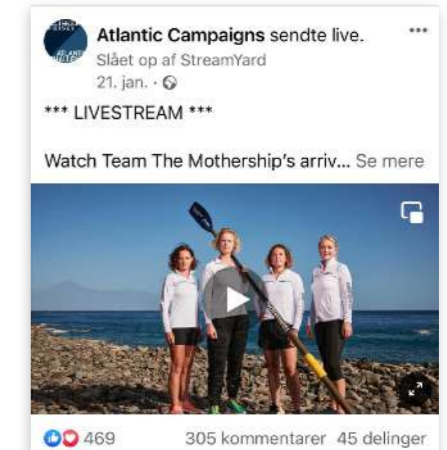 Atlantic Campaigns sendte live.
Slået op af StreamYard
21. jan. ·
*** LIVESTREAM ***
Watch Team The Mothership's arriv... Se mere
469 305 kommentarer 45 delinger